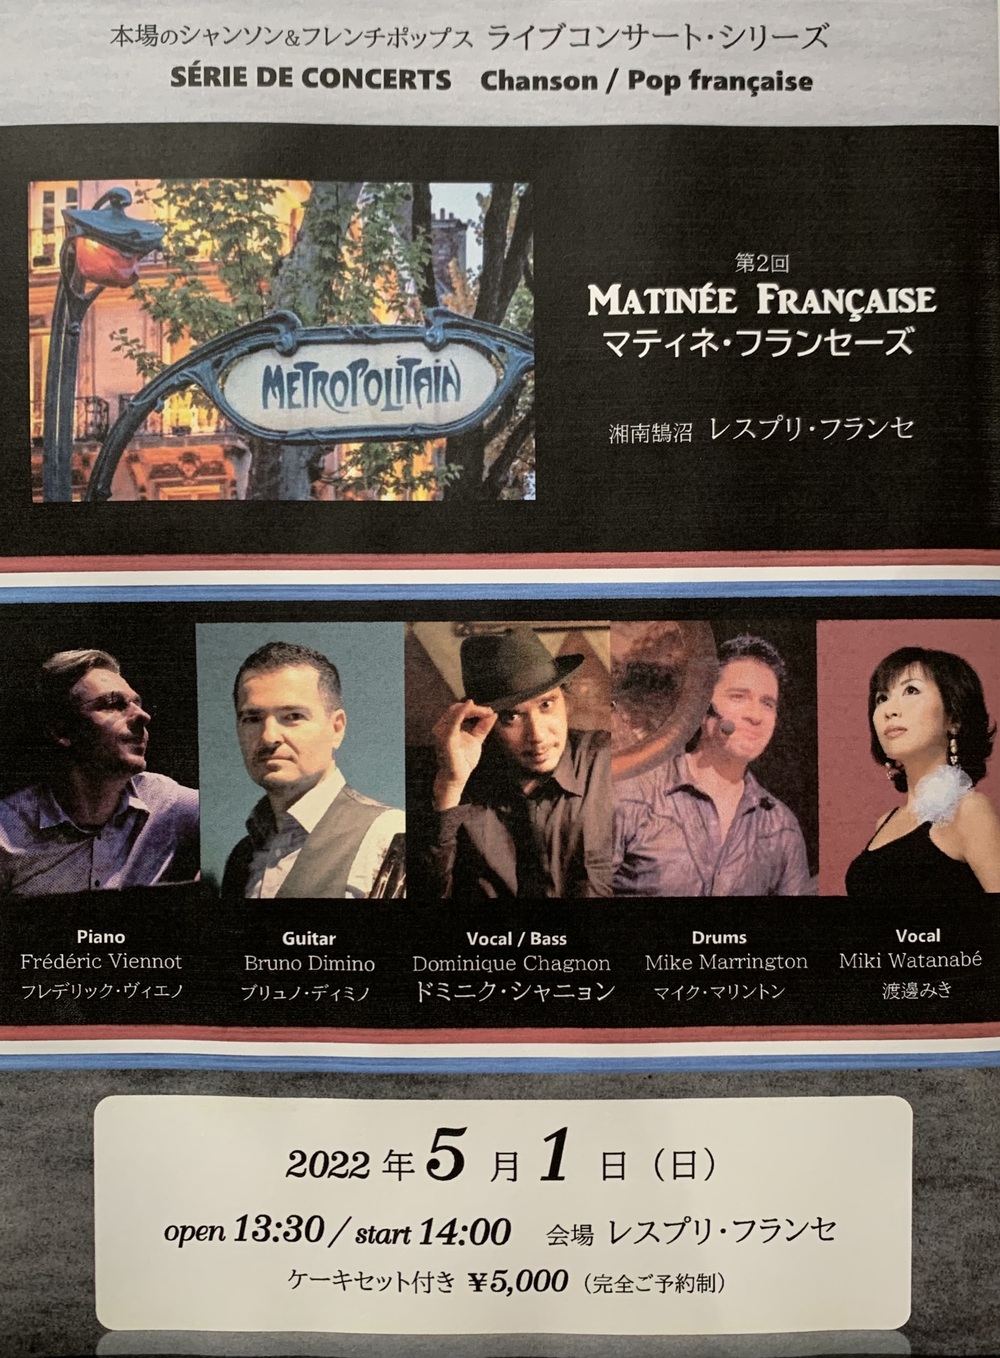 本場のシャンソン&フレンチポップス ライブコンサート・シリーズ
SÉRIE DE CONCERTS Chanson / Pop française
METROPOLITAIN
第2回
MATINÉE FRANÇAISE
マティネ・フランセーズ
湘南鵠沼 レスプリ・フランセ
Piano
Frédéric Viennot
フレデリック・ヴィエノ
Guitar
Bruno Dimino
ブリュノ・ディミノ
Vocal / Bass
Dominique Chagnon
ドミニク・シャニョン
Drums
Mike Marrington
マイク・マリントン
Vocal
Miki Watanabé
渡邊みき
2022年5月1日（日）
open 13:30 / start 14:00 会場 レスプリ・フランセ
ケーキセット付き ¥5,000（完全ご予約制）